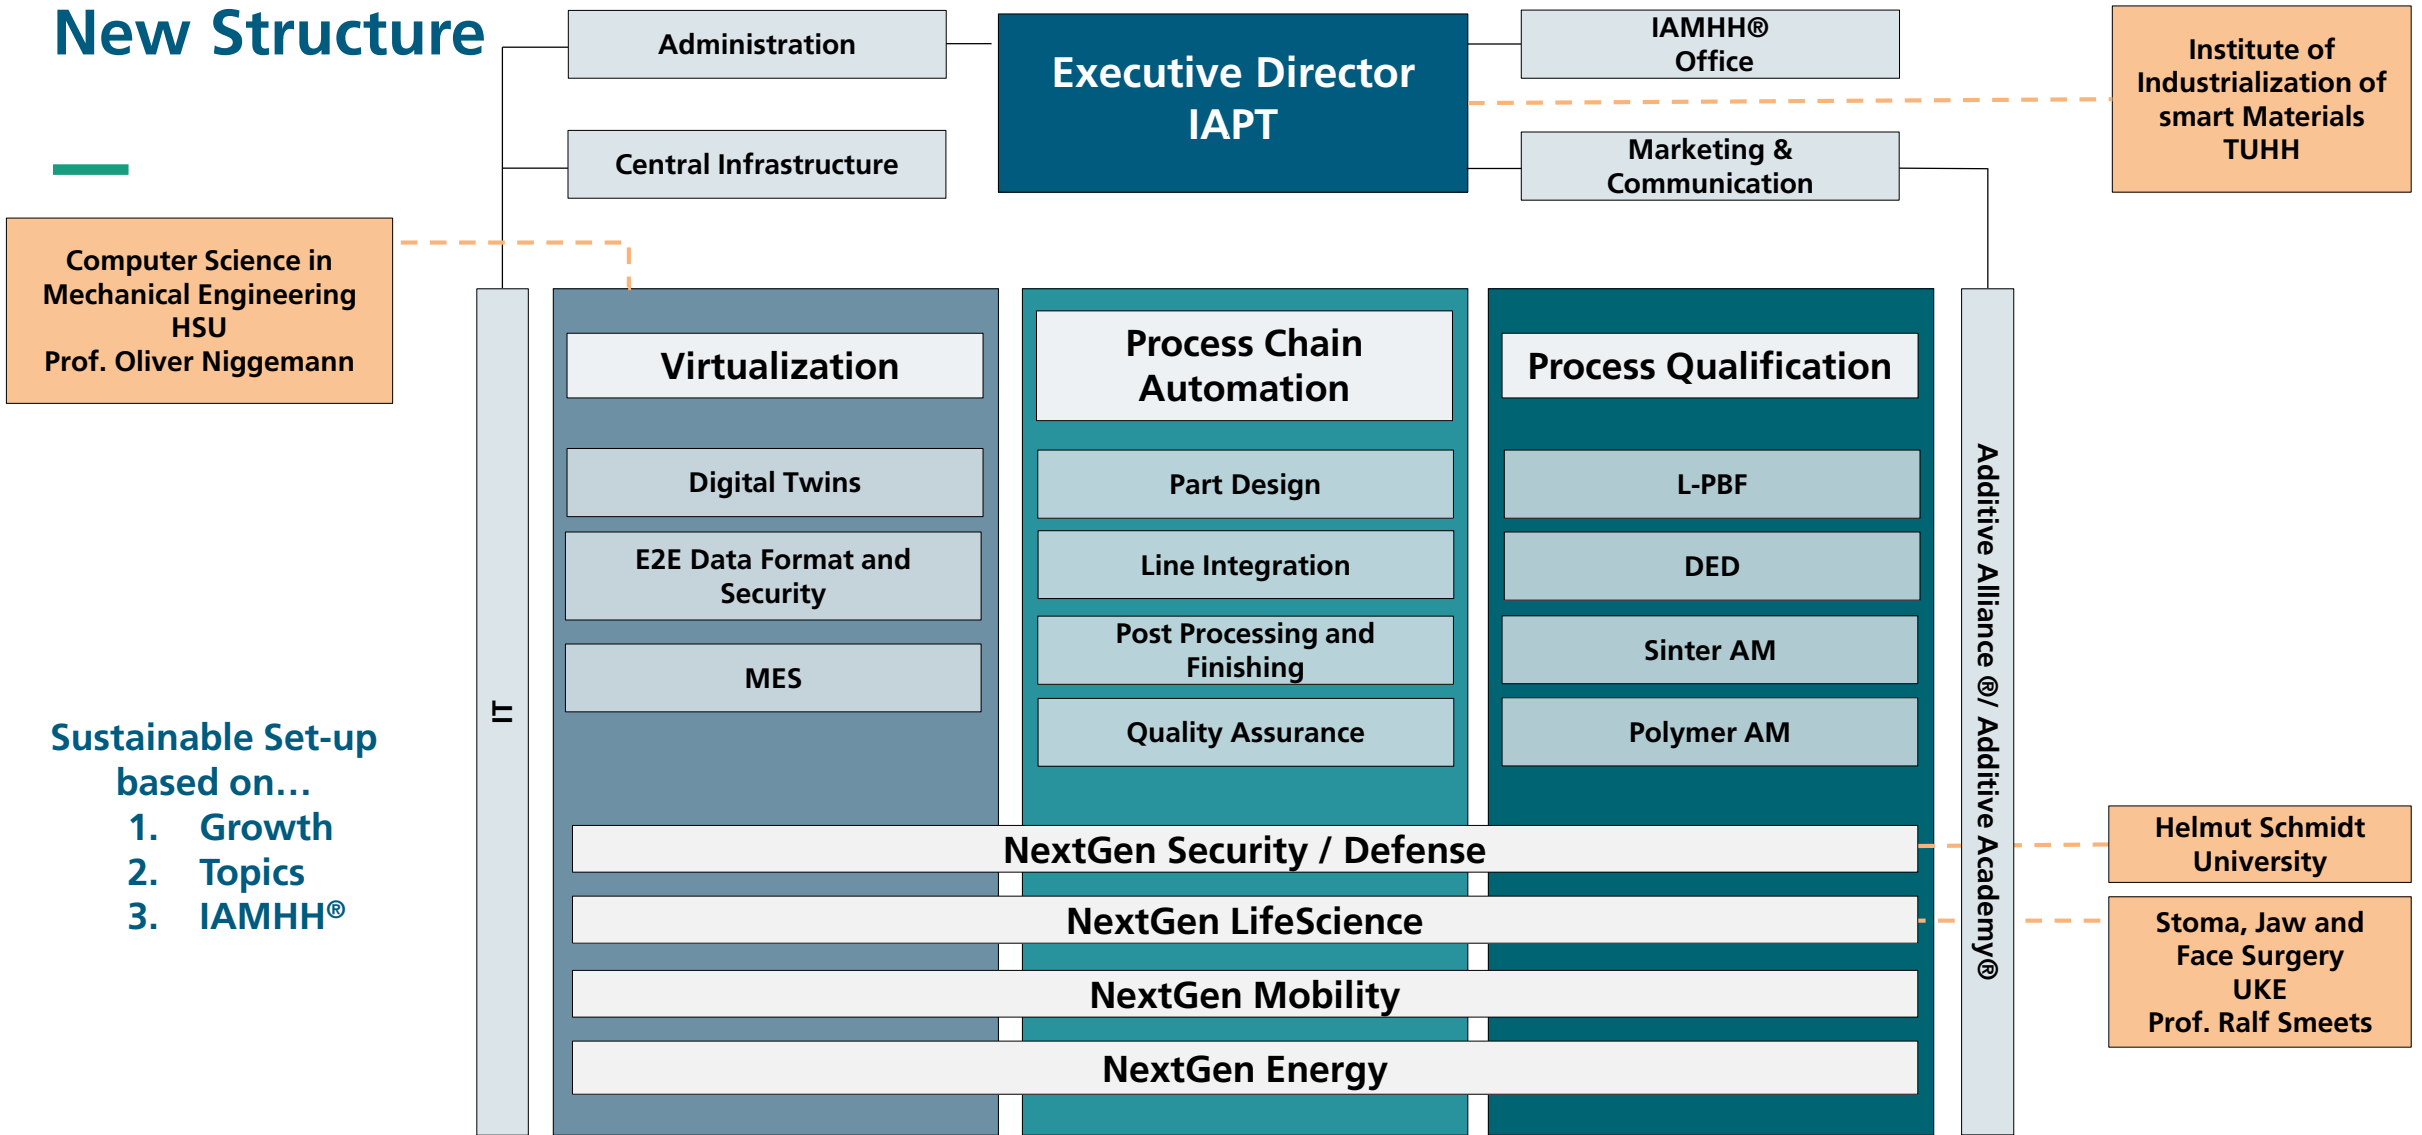 New Structure
Administration
Central Infrastructure
Executive Director
IAPT
IAMHH®
Office
Marketing &
Communication
Institute of
Industrialization of
smart Materials
TUHH
Computer Science in
Mechanical Engineering
HSU
Prof. Oliver Niggemann
IT
Virtualization
Digital Twins
E2E Data Format and
Security
MES
Process Chain
Automation
Part Design
Line Integration
Post Processing and
Finishing
Quality Assurance
Process Qualification
L-PBF
DED
Sinter AM
Polymer AM
Additive Alliance ®/ Additive Academy®
NextGen Security / Defense
NextGen LifeScience
NextGen Mobility
NextGen Energy
Helmut Schmidt
University
Stoma, Jaw and
Face Surgery
UKE
Prof. Ralf Smeets
Sustainable Set-up
based on...
1. Growth
2. Topics
3. IAMHH®